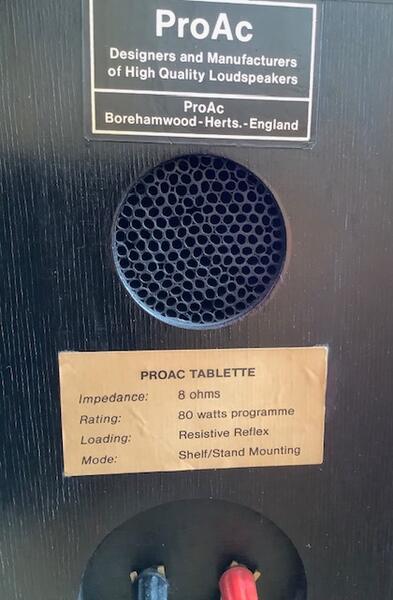 ProAc
Designers and Manufacturers
of High Quality Loudspeakers
ProAc
Borehamwood-Herts.-England
PROAC TABLETTE
Impedance: 8 ohms
Rating: 80 watts programme
Loading: Resistive Reflex
Mode: Shelf/Stand Mounting